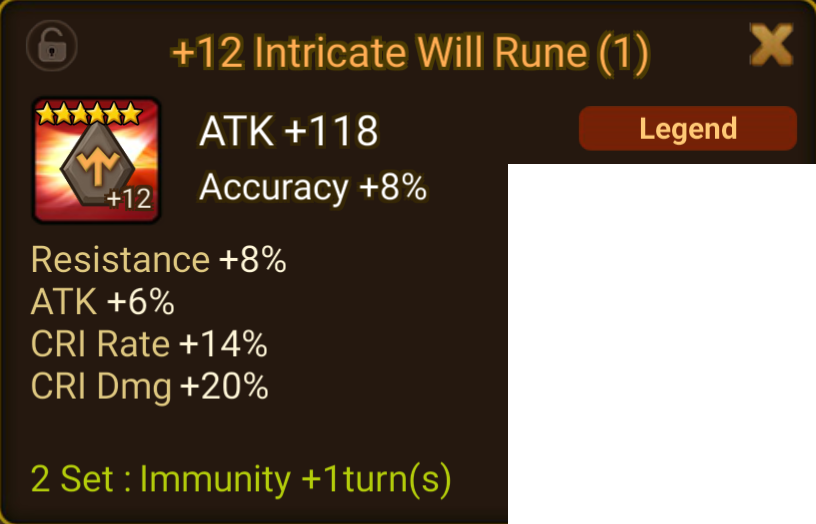 +12 Intricate Will Rune (1)
ATK +118
Legend
+12
Accuracy +8%
Resistance +8%
ATK +6%
CRI Rate +14%
CRI Dmg +20%
2 Set : Immunity +1turn(s)